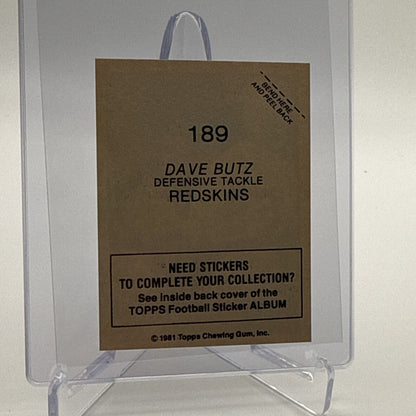 BEND HERE
AND PEEL BACK
189
DAVE BUTZ
DEFENSIVE TACKLE
REDSKINS
NEED STICKERS
TO COMPLETE YOUR COLLECTION?
See inside back cover of the
TOPPS Football Sticker ALBUM
© 1981 Topps Chewing Gum, Inc.